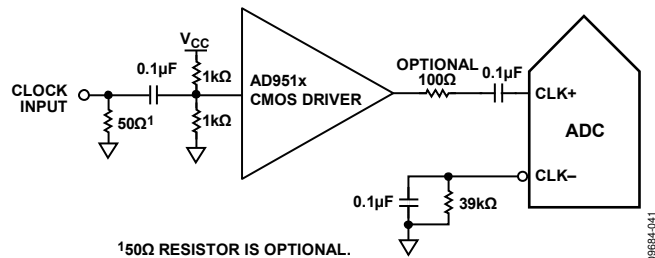 VCC
0.1µF
1kΩ
CLOCK
INPUT
50Ω¹
1kΩ
AD951x
CMOS DRIVER
OPTIONAL
100Ω
0.1µF
CLK+
ADC
CLK–
0.1µF
39kΩ
¹50Ω RESISTOR IS OPTIONAL.
09684-041